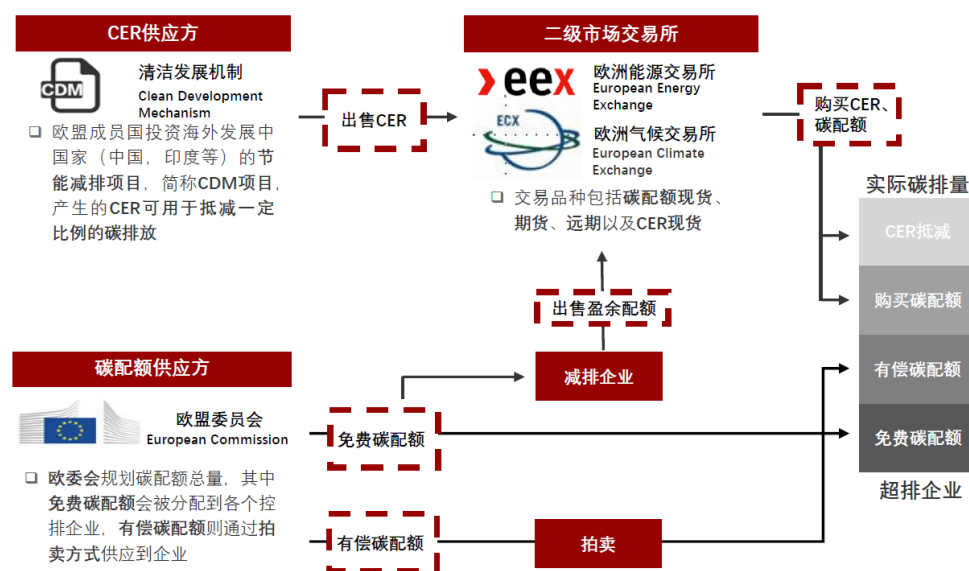 CER供应方
CDM
清洁发展机制
Clean Development
Mechanism
欧盟成员国投资海外发展中
国家（中国，印度等）的节
能减排项目，简称CDM项目，
产生的CER可用于抵减一定
比例的碳排放
出售CER
二级市场交易所
eex
欧洲能源交易所
European Energy
Exchange
ECX
欧洲气候交易所
European Climate
Exchange
交易品种包括碳配额现货、
期货、远期以及CER现货
购买CER、
碳配额
实际碳排量
CER抵减
购买碳配额
有偿碳配额
免费碳配额
超排企业
出售盈余配额
减排企业
碳配额供应方
欧盟委员会
European Commission
欧委会规划碳配额总量，其中
免费碳配额会被分配到各个控
排企业，有偿碳配额则通过拍
卖方式供应到企业
免费碳配额
有偿碳配额
拍卖